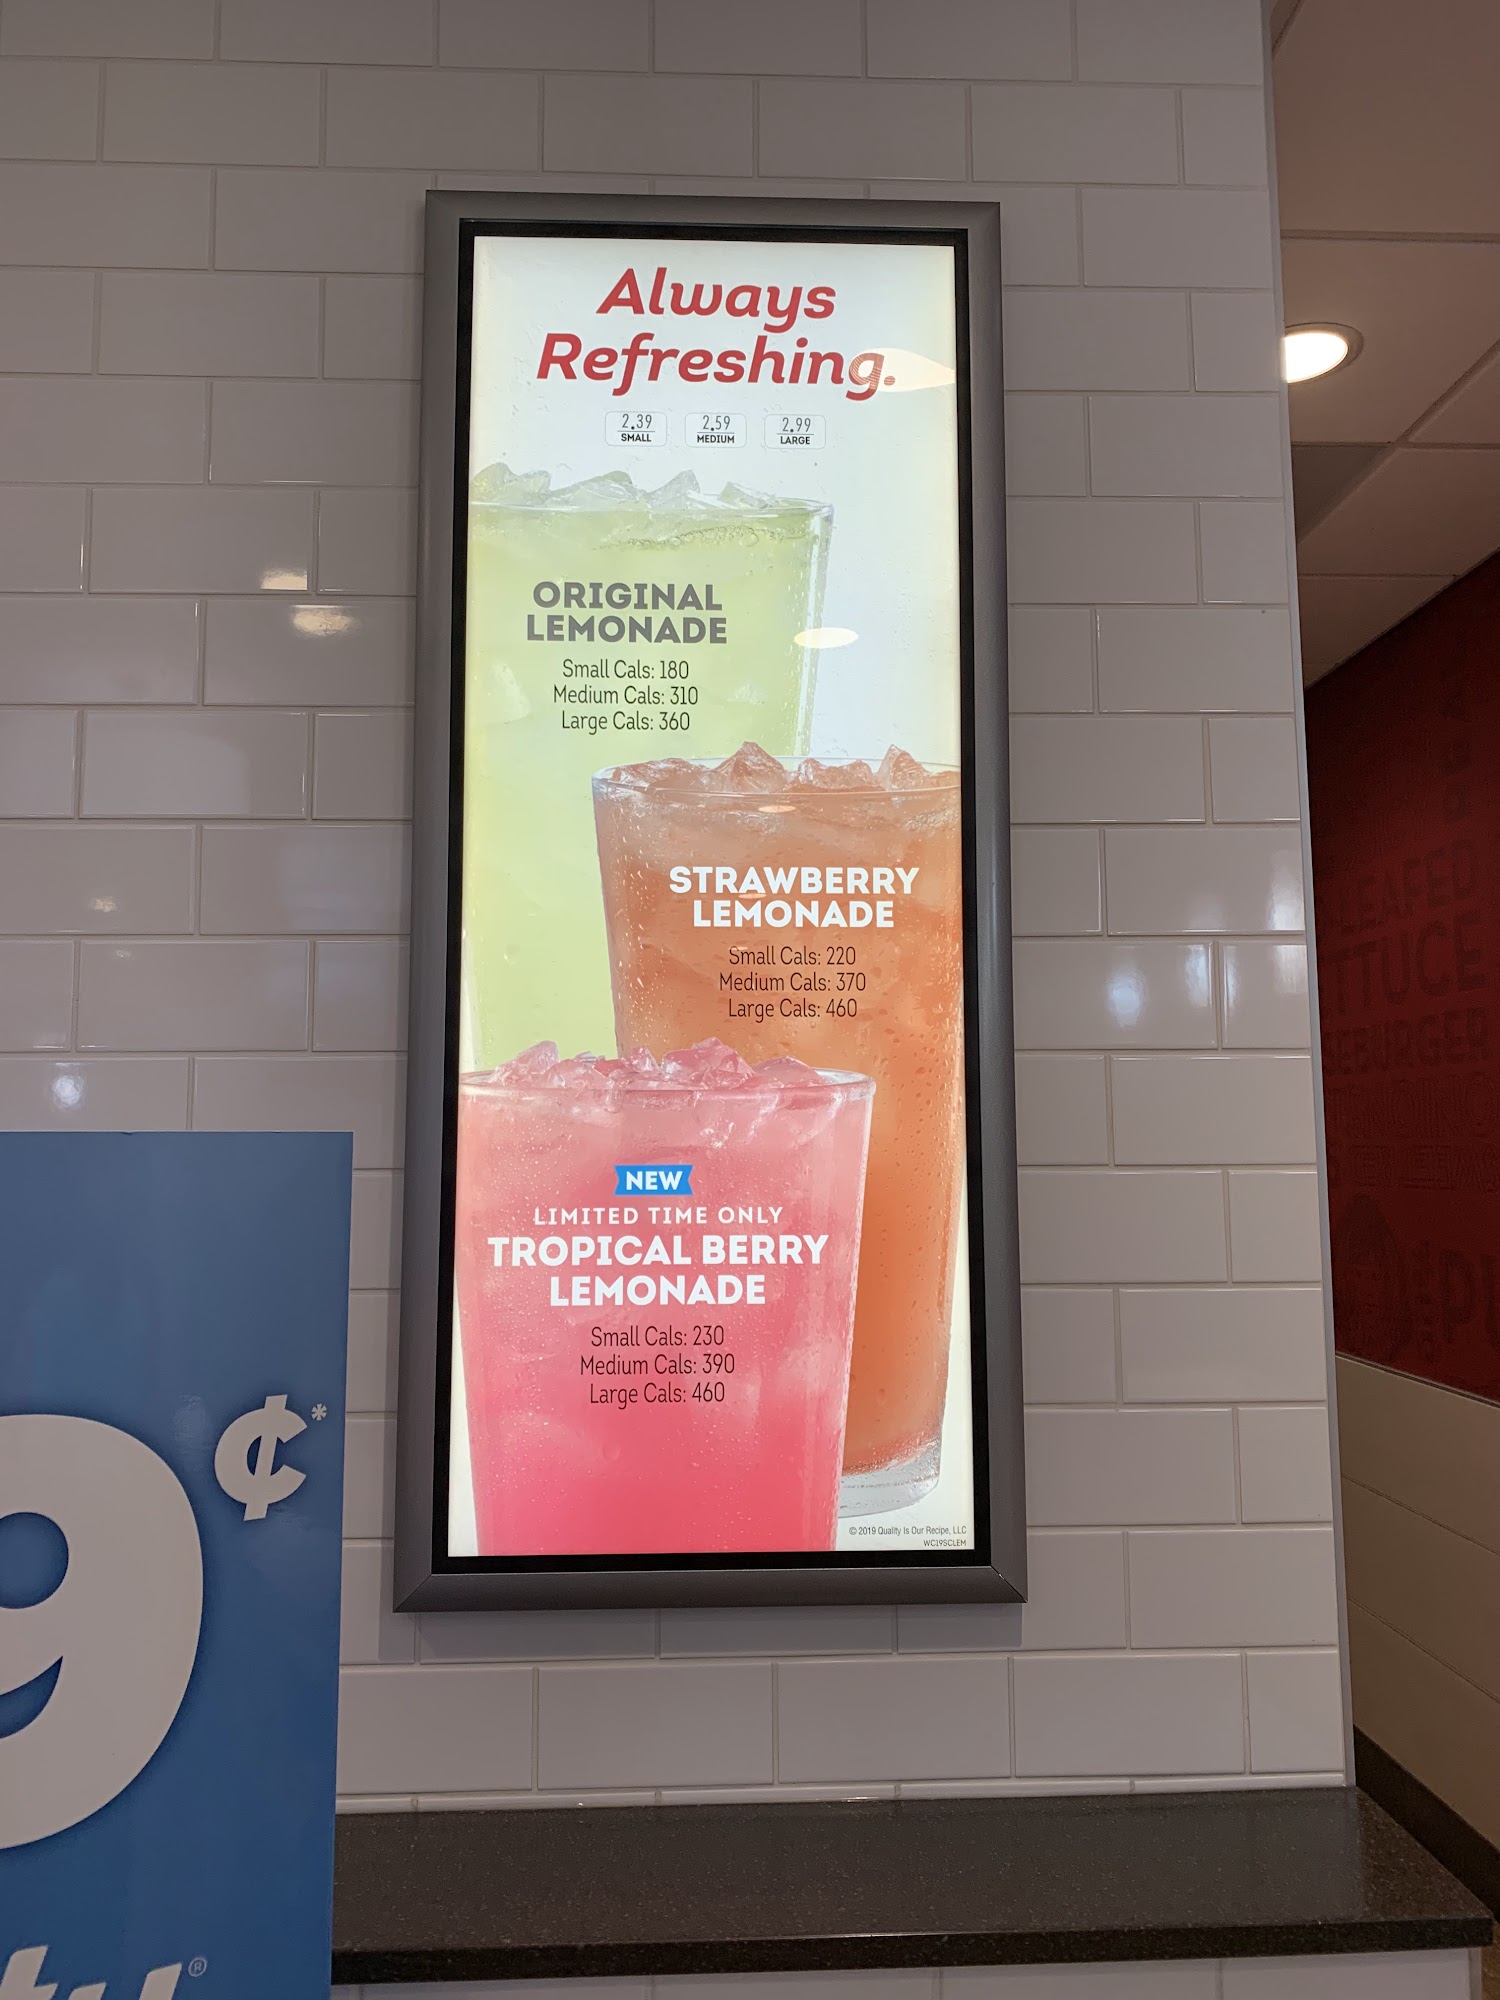 Always
Refreshing.
2.39 2.59 2.99
SMALL MEDIUM LARGE
ORIGINAL
LEMONADE
Small Cals: 180
Medium Cals: 310
Large Cals: 360
STRAWBERRY
LEMONADE
Small Cals: 220
Medium Cals: 370
Large Cals: 460
NEW
LIMITED TIME ONLY
TROPICAL BERRY
LEMONADE
Small Cals: 230
Medium Cals: 390
Large Cals: 460
© 2019 Quality Is Our Recipe, LLC
WC19SCLEM
9¢*
®